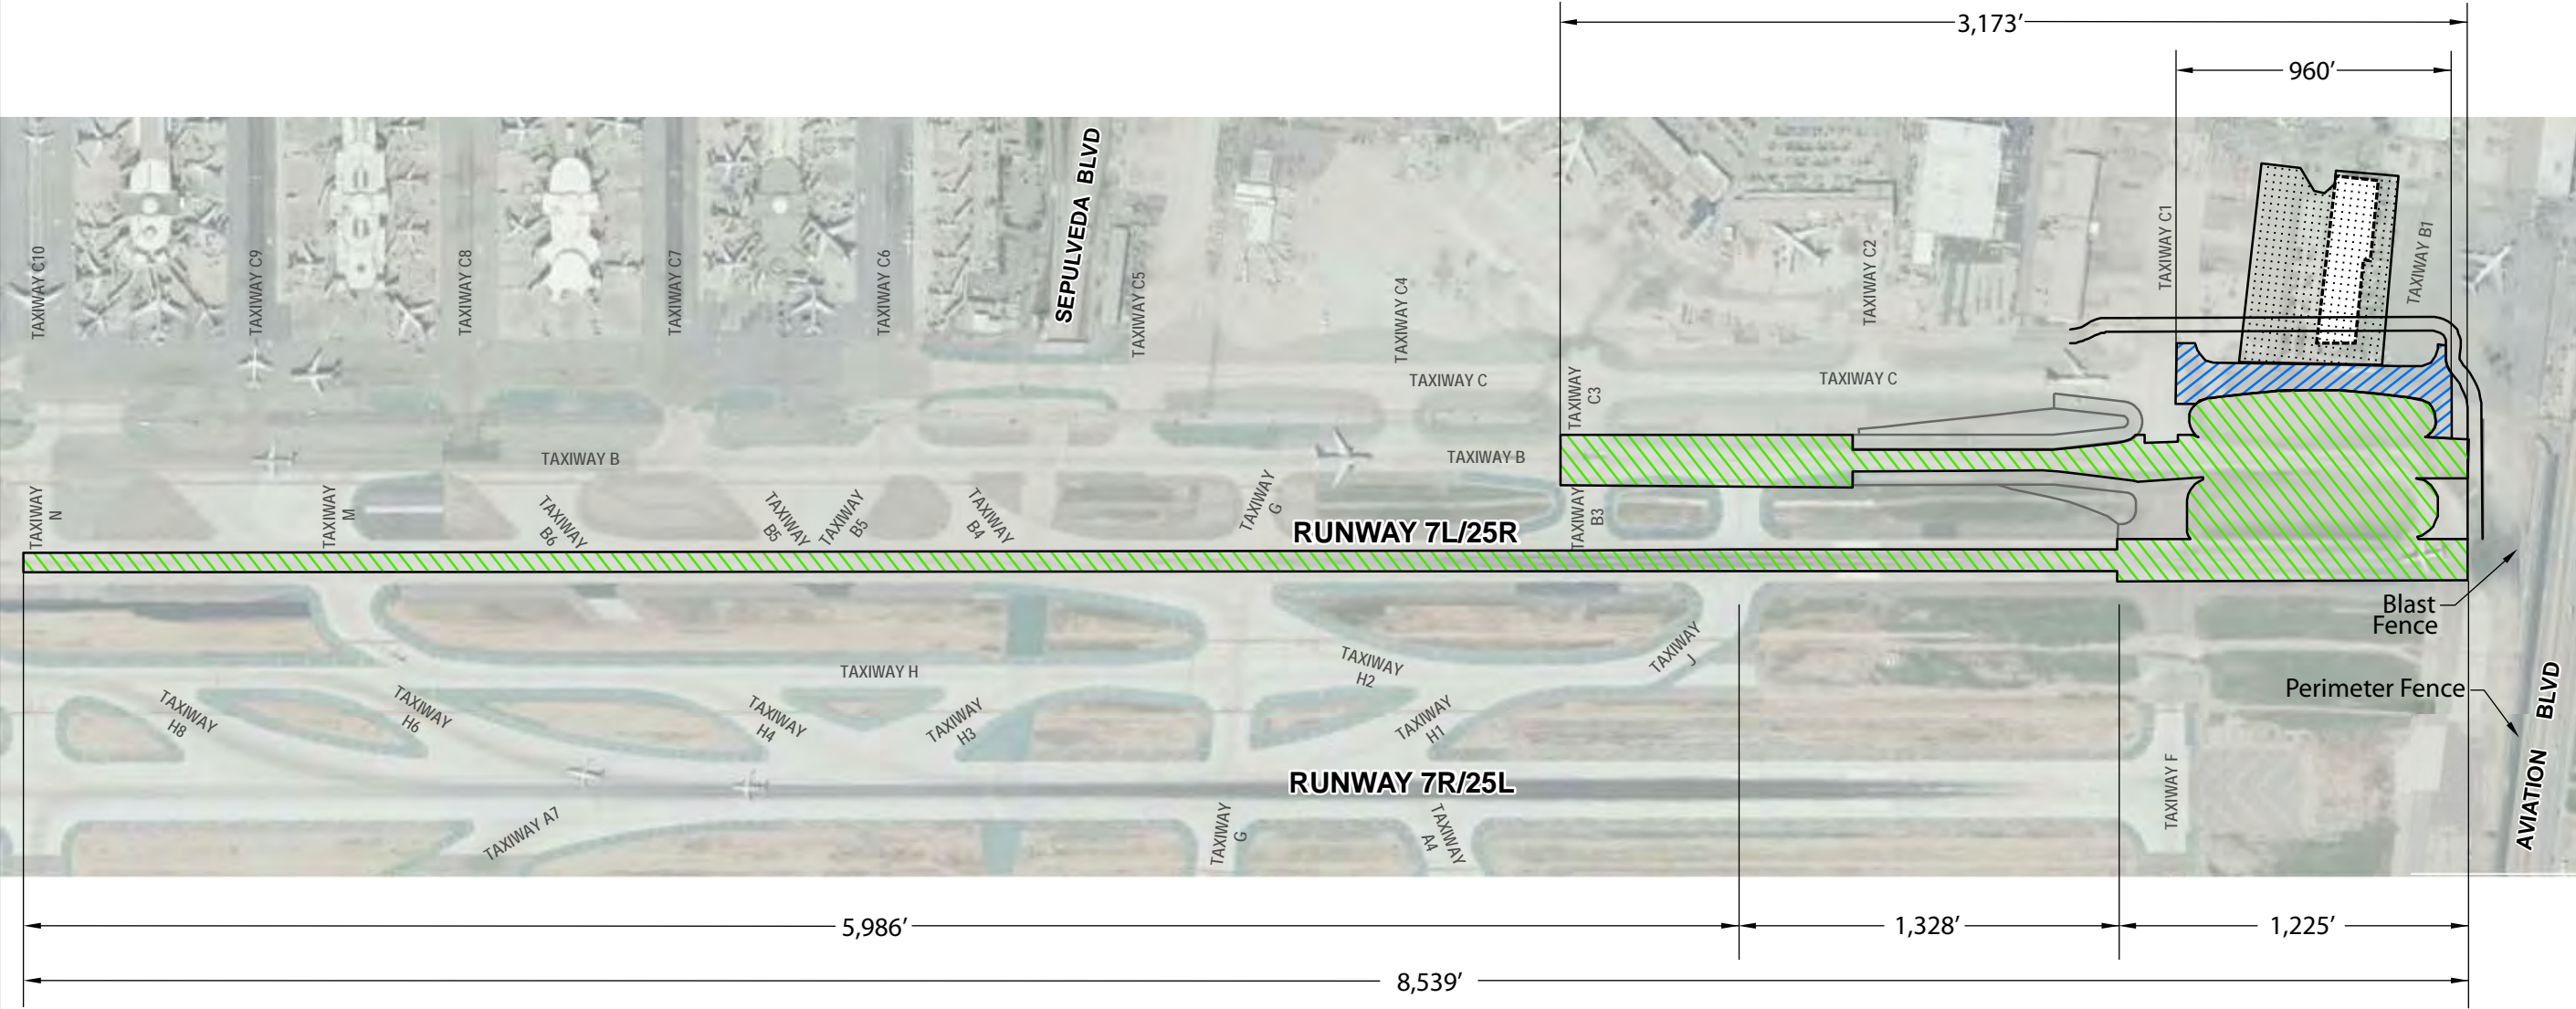 3,173’
960’
SEPULVEDA BLVD
TAXIWAY C10
TAXIWAY C9
TAXIWAY C8
TAXIWAY C7
TAXIWAY C6
TAXIWAY C5
TAXIWAY C4
TAXIWAY C2
TAXIWAY C1
TAXIWAY B1
TAXIWAY C
TAXIWAY
C3
TAXIWAY C
TAXIWAY B
TAXIWAY B
TAXIWAY
N
TAXIWAY
M
TAXIWAY
B6
TAXIWAY
B5
TAXIWAY
B5
TAXIWAY
B4
TAXIWAY
G
RUNWAY 7L/25R
TAXIWAY
B3
Blast
Fence
TAXIWAY H
TAXIWAY
H2
TAXIWAY
J
Perimeter Fence
TAXIWAY
H8
TAXIWAY
H6
TAXIWAY
H4
TAXIWAY
H3
TAXIWAY
H1
AVIATION BLVD
RUNWAY 7R/25L
TAXIWAY F
TAXIWAY A7
TAXIWAY
G
TAXIWAY
A4
5,986’
1,328’
1,225’
8,539’